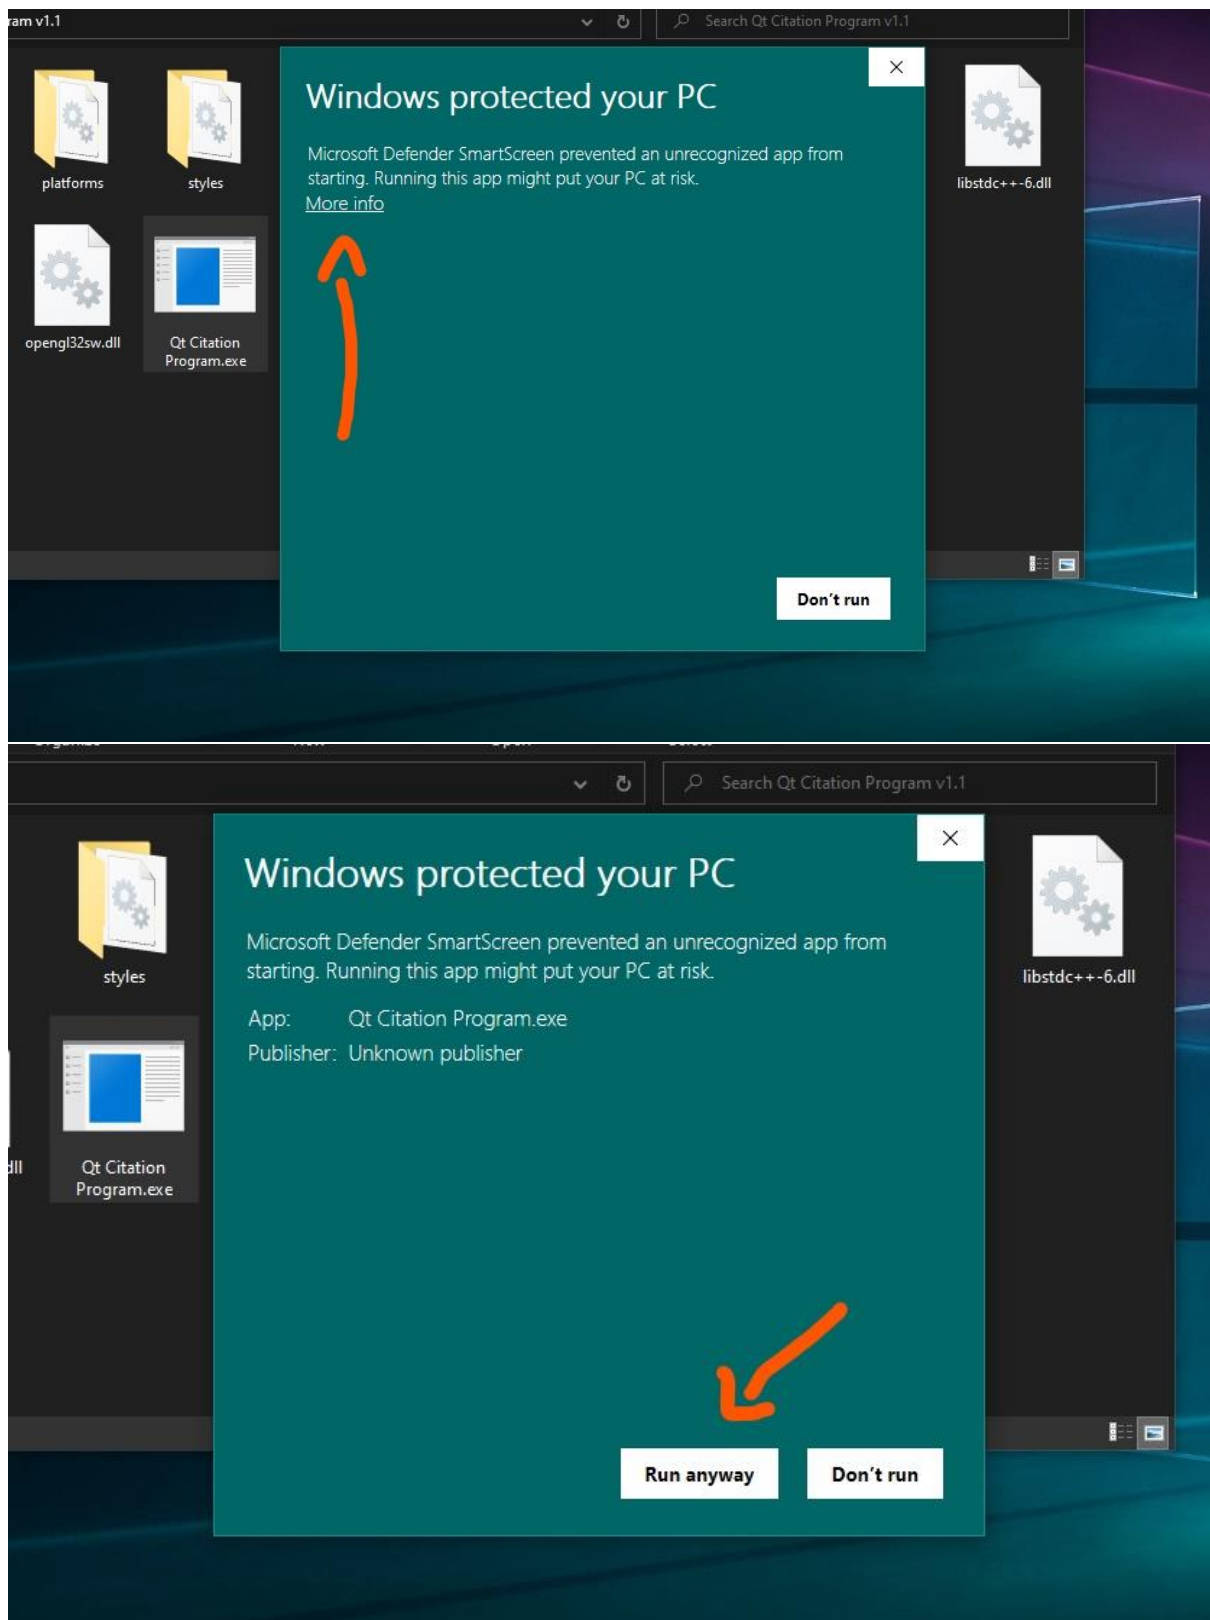 ram v1.1
Search Qt Citation Program v1.1
Windows protected your PC
Microsoft Defender SmartScreen prevented an unrecognized app from
starting. Running this app might put your PC at risk.
More info
platforms
styles
libstdc++-6.dll
opengl32sw.dll
Qt Citation
Program.exe
Don't run
Search Qt Citation Program v1.1
Windows protected your PC
Microsoft Defender SmartScreen prevented an unrecognized app from
starting. Running this app might put your PC at risk.
styles
libstdc++-6.dll
App: Qt Citation Program.exe
Publisher: Unknown publisher
dll
Qt Citation
Program.exe
Run anyway
Don't run